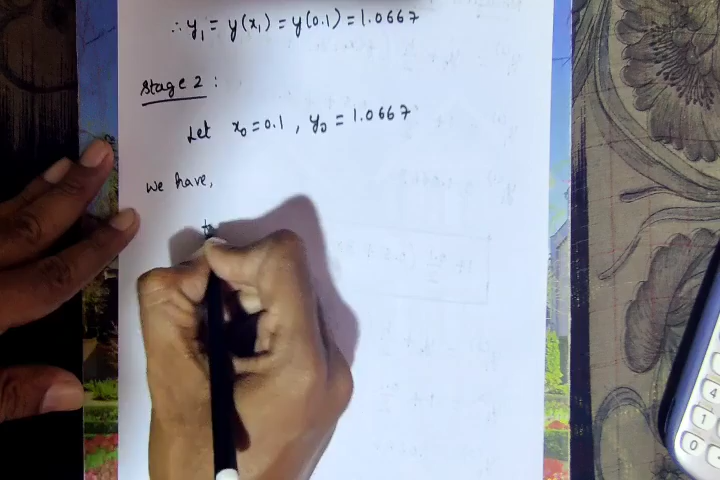 ∴ y₁ = y(x₁) = y(0.1) = 1.0667
Stage 2 :
Let x₀ = 0.1 , y₀ = 1.0667
We have,